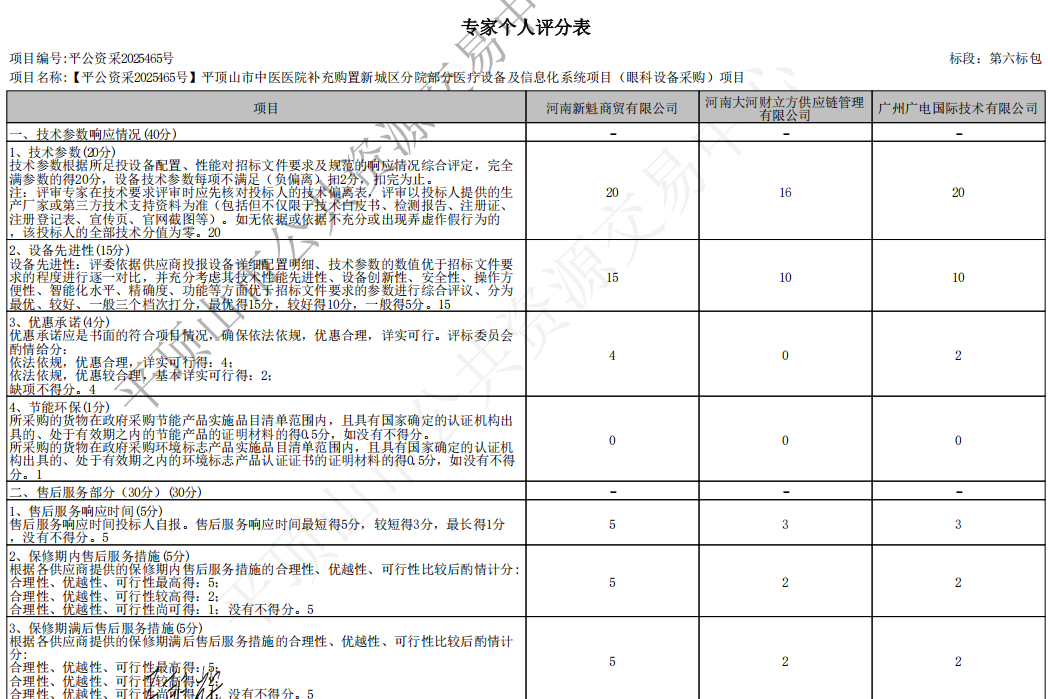 专家个人评分表
项目编号:平公资采2025465号
标段：第六标包
项目名称:【平公资采2025465号】平顶山市中医医院补充购置新城区分院部分医疗设备及信息化系统项目（眼科设备采购）项目
项目
河南新魁商贸有限公司
河南大河财立方供应链管理
有限公司
广州广电国际技术有限公司
一、技术参数响应情况(40分)
-
-
-
1、技术参数(20分)
技术参数根据所足投设备配置、性能对招标文件要求及规范的响应情况综合评定，完全
满参数的得20分，设备技术参数每项不满足（负偏离）扣2分，扣完为止。
注：评审专家在技术要求评审时应先核对投标人的技术偏离表，评审以投标人提供的生
产厂家或第三方技术支持资料为准（包括但不仅限于技术白皮书、检测报告、注册证、
注册登记表、宣传页、官网截图等）。如无依据或依据不充分或出现弄虚作假行为的
，该投标人的全部技术分值为零。20
20
16
20
2、设备先进性(15分)
设备先进性：评委依据供应商投报设备详细配置明细、技术参数的数值优于招标文件要
求的程度进行逐一对比，并充分考虑其技术性能先进性、设备创新性、安全性、操作方
便性、智能化水平、精确度、功能等方面优于招标文件要求的参数进行综合评议、分为
最优、较好、一般三个档次打分，最优得15分，较好得10分，一般得5分。15
15
10
10
3、优惠承诺(4分)
优惠承诺应是书面的符合项目情况，确保依法依规，优惠合理，详实可行。评标委员会
酌情给分：
依法依规，优惠合理，详实可行得：4；
依法依规，优惠较合理，基本详实可行得：2；
缺项不得分。4
4
0
2
4、节能环保(1分)
所采购的货物在政府采购节能产品实施品目清单范围内，且具有国家确定的认证机构出
具的、处于有效期之内的节能产品的证明材料的得0.5分，如没有不得分。
所采购的货物在政府采购环境标志产品实施品目清单范围内，且具有国家确定的认证机
构出具的、处于有效期之内的环境标志产品认证证书的证明材料的得0.5分，如没有不得
分。1
0
0
0
二、售后服务部分（30分）(30分)
-
-
-
1、售后服务响应时间(5分)
售后服务响应时间投标人自报。售后服务响应时间最短得5分，较短得3分，最长得1分
，没有不得分。5
5
3
3
2、保修期内售后服务措施(5分)
根据各供应商提供的保修期内售后服务措施的合理性、优越性、可行性比较后酌情计分：
合理性、优越性、可行性最高得：5；
合理性、优越性、可行性较高得：2；
合理性、优越性、可行性尚可得：1；没有不得分。5
5
2
2
3、保修期满后售后服务措施(5分)
根据各供应商提供的保修期满后售后服务措施的合理性、优越性、可行性比较后酌情计
分：
合理性、优越性、可行性最高得：5；
合理性、优越性、可行性较高得：
合理性、优越性、可行性尚可得：没有不得分。5
5
2
2
平顶山市公共资源交易中
平顶山市公共资源交易中心